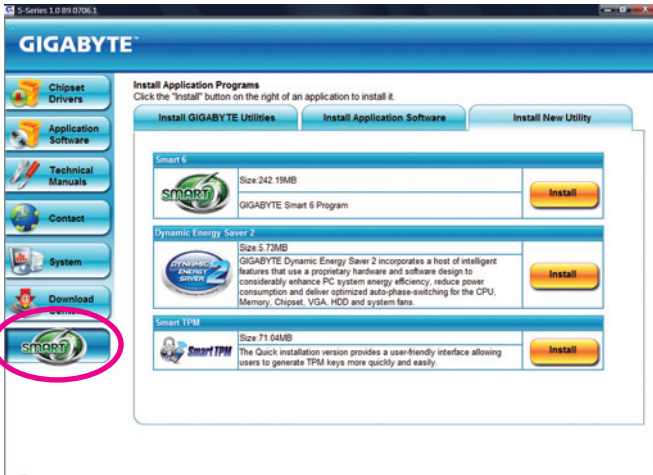 5-Series 1.0 B9.0706.1
GIGABYTE™
Chipset
Drivers
Application
Software
Technical
Manuals
Contact
System
Download
SMART
Install Application Programs
Click the "Install" button on the right of an application to install it.
Install GIGABYTE Utilities
Install Application Software
Install New Utility
Smart 6
SMART
Size:242.19MB
GIGABYTE Smart 6 Program
Install
Dynamic Energy Saver 2
DYNAMIC
ENERGY
SAVER 2
Size:5.73MB
GIGABYTE Dynamic Energy Saver 2 incorporates a host of intelligent
features that use a proprietary hardware and software design to
considerably enhance PC system energy efficiency, reduce power
consumption and deliver optimized auto-phase-switching for the CPU,
Memory, Chipset, VGA, HDD and system fans.
Install
Smart TPM
Smart TPM
Size:71.04MB
The Quick installation version provides a user-friendly interface allowing
users to generate TPM keys more quickly and easily.
Install